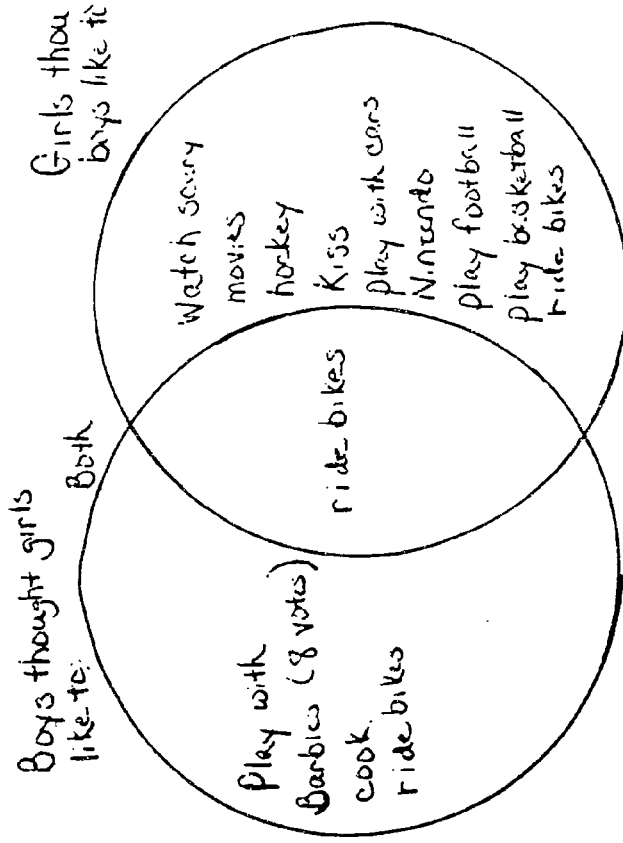 Boys thought girls
like to:
Both
Girls thou
boys like to
Play with
Barbies (8 votes)
cook
ride bikes
ride bikes
Watch scary
movies
hockey
Kiss
play with cars
Nintendo
play football
play basketball
ride bikes